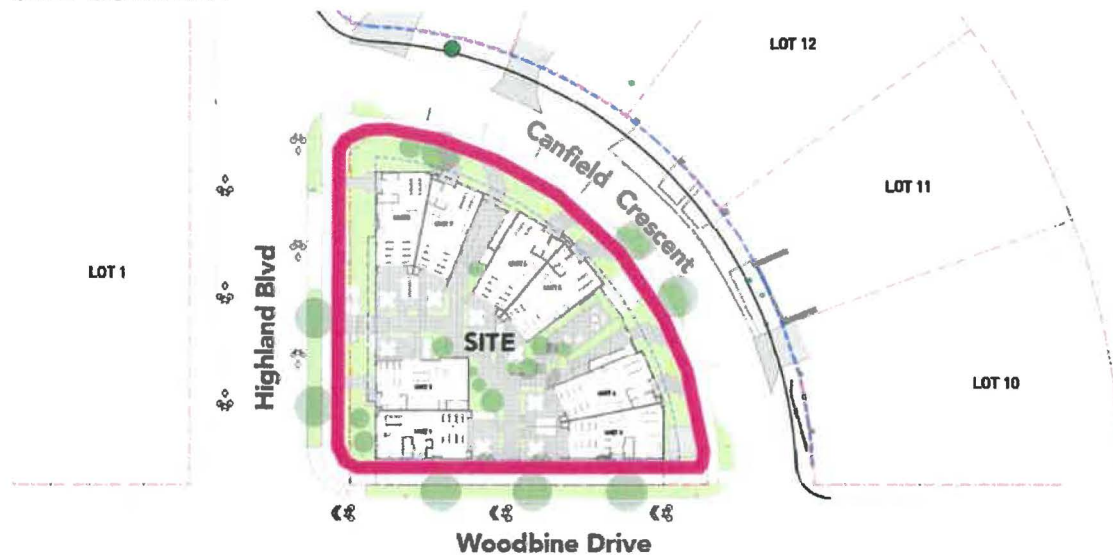 LOT 12
Canfield Crescent
LOT 11
LOT 1
Highland Blvd
SITE
LOT 10
Woodbine Drive